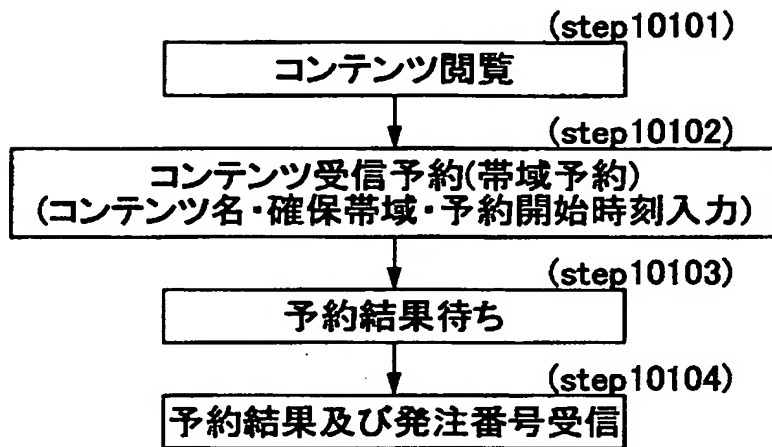 (step10101)
コンテンツ閲覧
(step10102)
コンテンツ受信予約(帯域予約)
(コンテンツ名・確保帯域・予約開始時刻入力)
(step10103)
予約結果待ち
(step10104)
予約結果及び発注番号受信